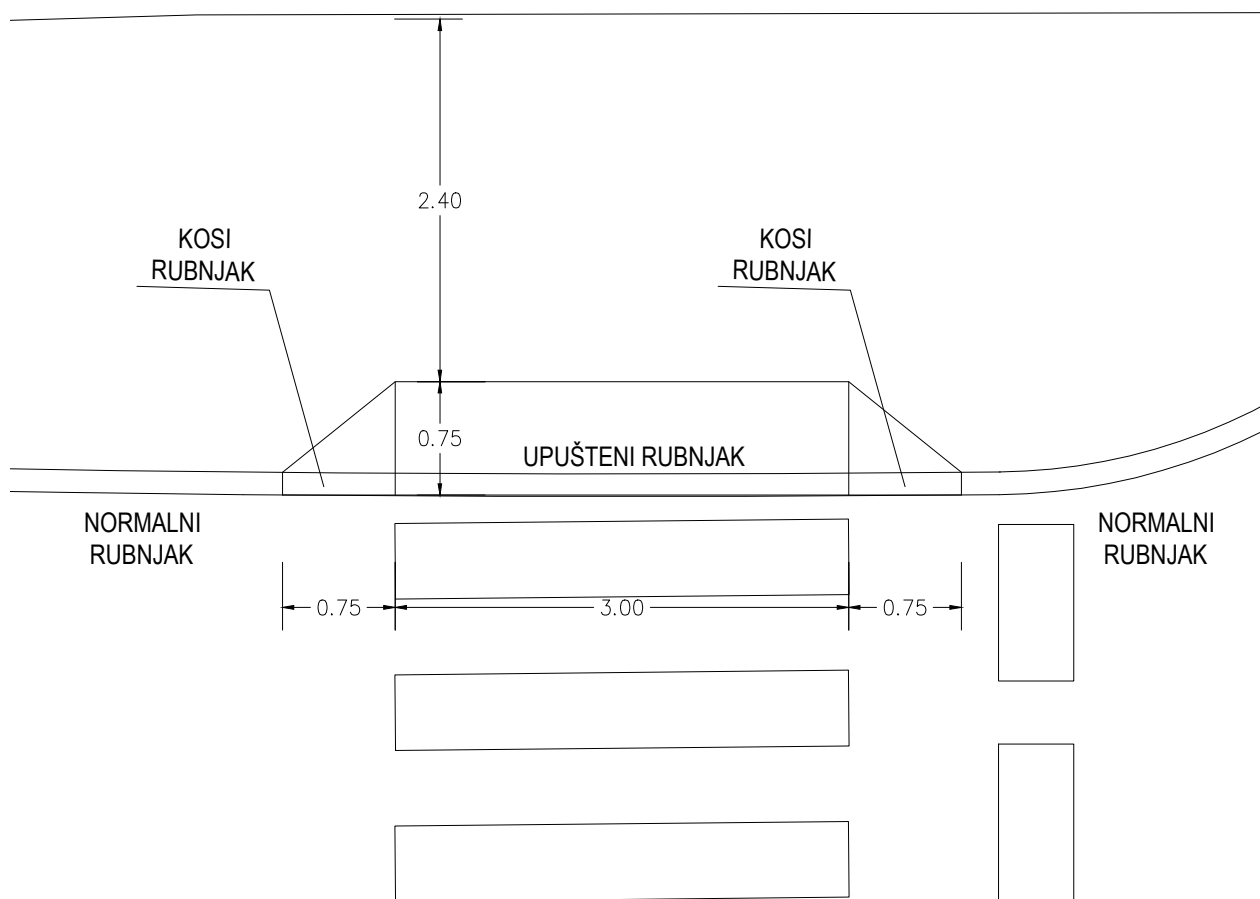 2.40
KOSI
RUBNJAK
KOSI
RUBNJAK
0.75
UPUŠTENI RUBNJAK
NORMALNI
RUBNJAK
NORMALNI
RUBNJAK
0.75
3.00
0.75